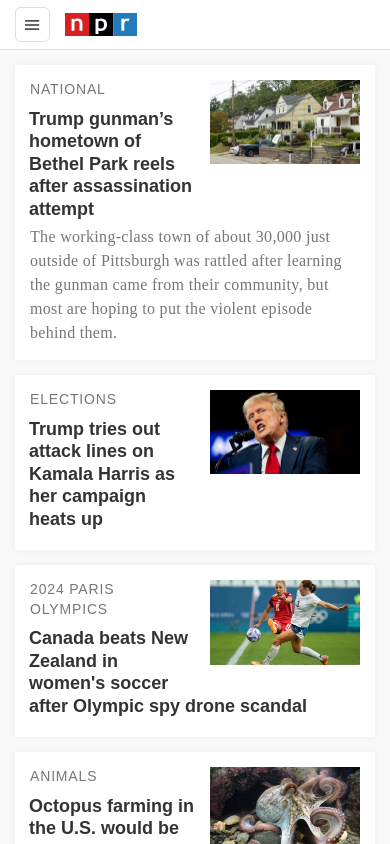 npr
NATIONAL
Trump gunman’s
hometown of
Bethel Park reels
after assassination
attempt
The working-class town of about 30,000 just
outside of Pittsburgh was rattled after learning
the gunman came from their community, but
most are hoping to put the violent episode
behind them.
ELECTIONS
Trump tries out
attack lines on
Kamala Harris as
her campaign
heats up
2024 PARIS
OLYMPICS
Canada beats New
Zealand in
women's soccer
after Olympic spy drone scandal
ANIMALS
Octopus farming in
the U.S. would be